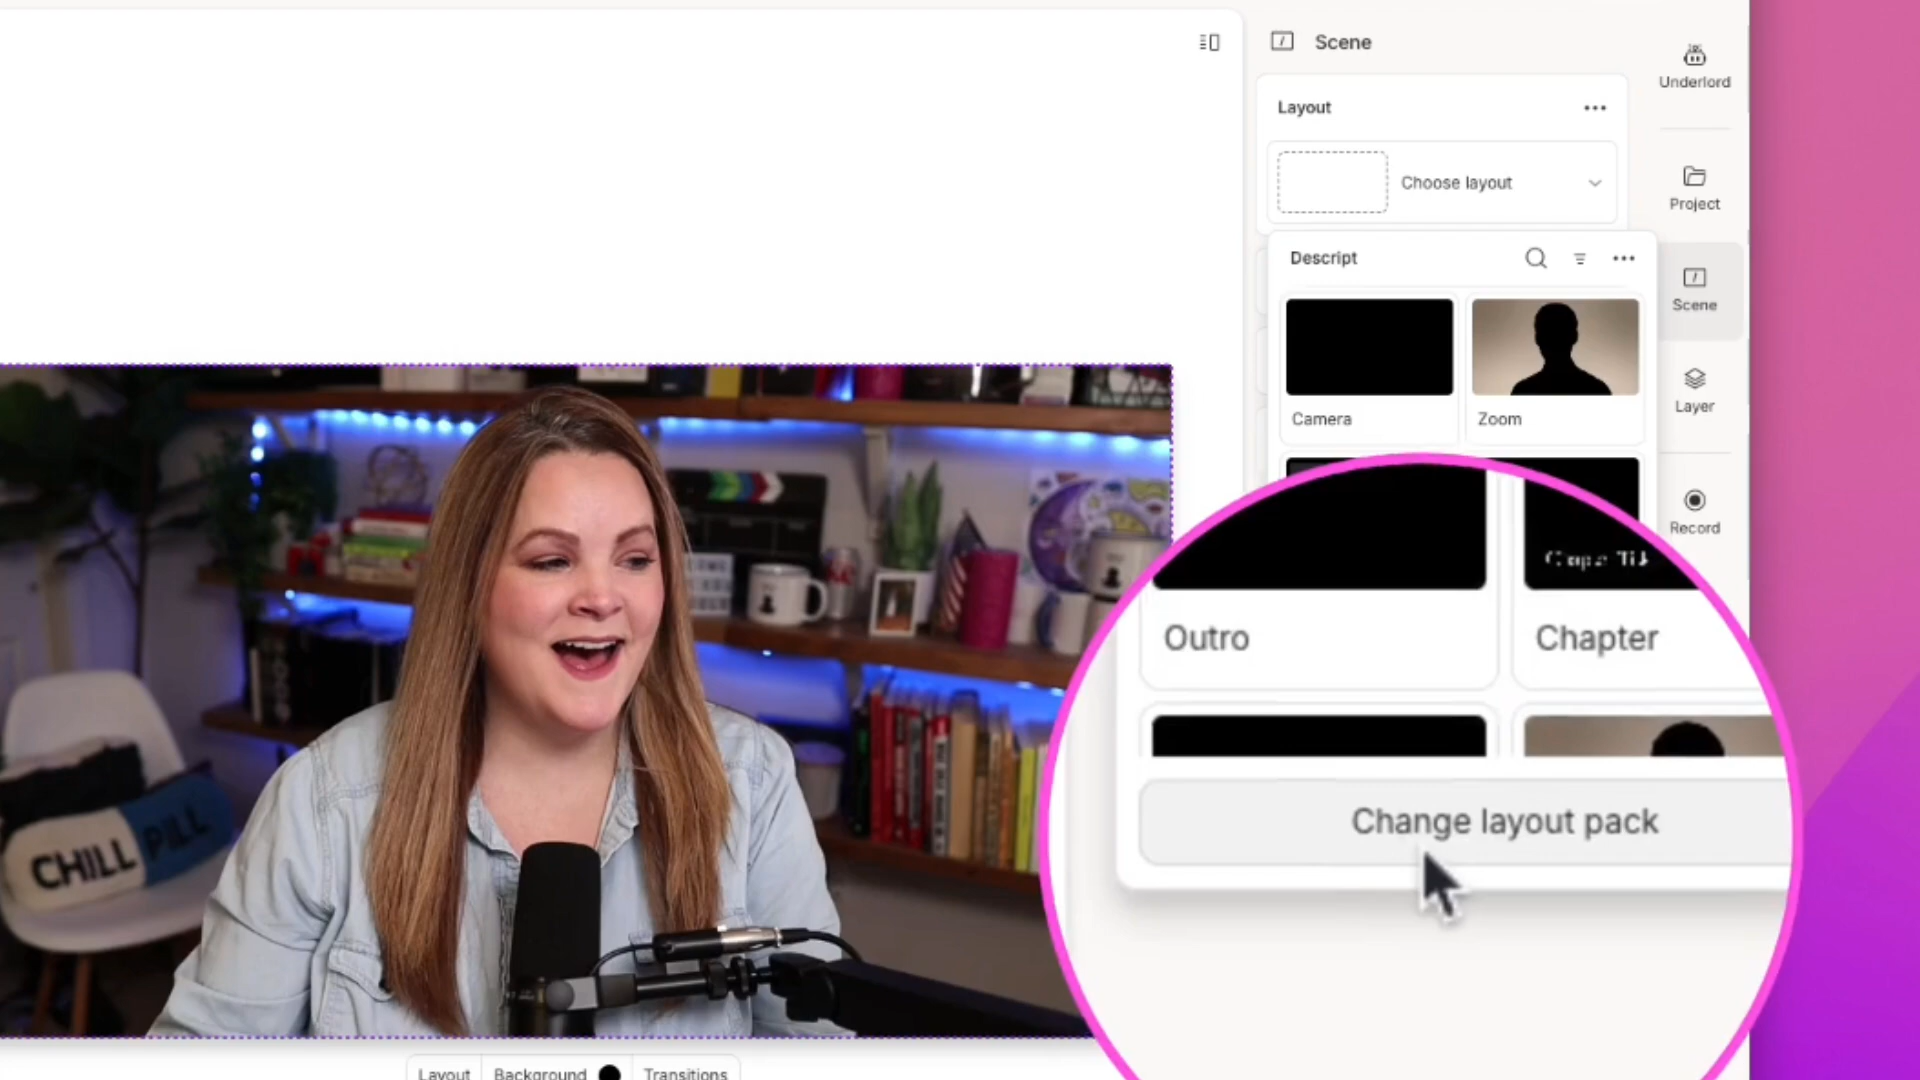 Scene
Underlord
Layout
Choose layout
Project
Descript
Scene
Camera
Zoom
Layer
Record
Outro
Chapter
Change layout pack
CHILL PILL
Layout
Background
Transitions